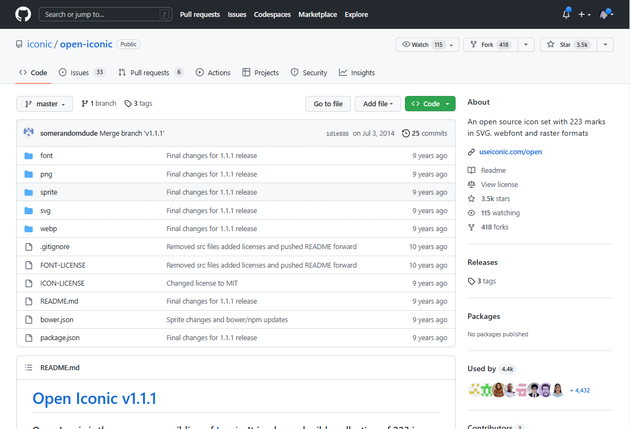 Search or jump to... /
Pull requests Issues Codespaces Marketplace Explore
iconic / open-iconic Public
Watch 115 Fork 418 Star 3.5k
Code Issues 33 Pull requests 6 Actions Projects Security Insights
master 1 branch 3 tags Go to file Add file Code
somerandomdude Merge branch 'v1.1.1' on Jul 3, 2014 25 commits
font Final changes for 1.1.1 release 9 years ago
png Final changes for 1.1.1 release 9 years ago
sprite Final changes for 1.1.1 release 9 years ago
svg Final changes for 1.1.1 release 9 years ago
webp Final changes for 1.1.1 release 9 years ago
.gitignore Removed src files added licenses and pushed README forward 10 years ago
FONT-LICENSE Removed src files added licenses and pushed README forward 10 years ago
ICON-LICENSE Changed license to MIT 9 years ago
README.md Final changes for 1.1.1 release 9 years ago
bower.json Sprite changes and bower/npm updates 9 years ago
package.json Final changes for 1.1.1 release 9 years ago
README.md
Open Iconic v1.1.1
About
An open source icon set with 223 marks
in SVG, webfont and raster formats
useiconic.com/open
Readme
View license
3.5k stars
115 watching
418 forks
Releases
3 tags
Packages
No packages published
Used by 4.4k
+ 4,432
Contributors 3